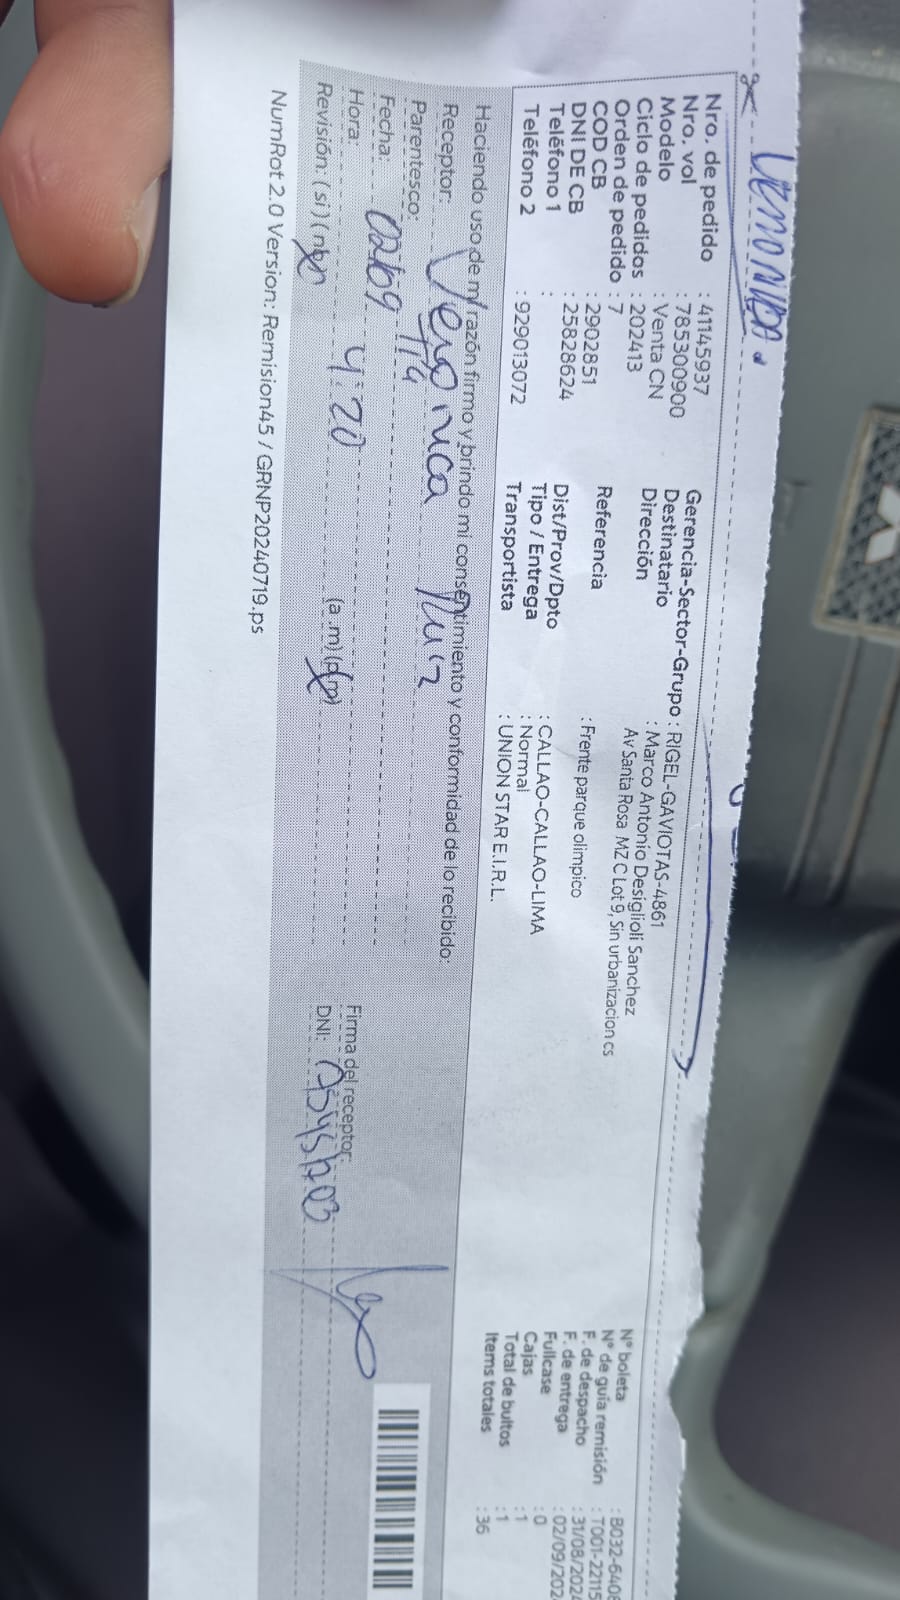 Veronica.
Nro. de pedido : 41145937
Nro. vol : 785300900
Modelo : Venta CN
Ciclo de pedidos : 202413
Orden de pedido : 7
COD CB : 2902851
DNI DE CB : 25828624
Teléfono 1 :
Teléfono 2 : 929013072
Gerencia-Sector-Grupo : RIGEL-GAVIOTAS-4861
Destinatario : Marco Antonio Desiglioli Sanchez
Dirección Av Santa Rosa MZ C Lot 9, Sin urbanizacion cs
Referencia : Frente parque olimpico
Dist/Prov/Dpto : CALLAO-CALLAO-LIMA
Tipo / Entrega : Normal
Transportista : UNION STAR E.I.R.L.
N° boleta : B032-6408
N° de guía remisión : T001-22115
F. de despacho : 31/08/202
F. de entrega : 02/09/202
Fullcase : 0
Cajas : 1
Total de bultos : 1
Items totales : 36
Haciendo uso de mi razón firmo y brindo mi consentimiento y conformidad de lo recibido:
Receptor: Veronica Ruiz
Parentesco: Tia
Fecha: 02/09
Hora: 4:20 (a.m) (p.m)
Revisión: (si) (no)
Firma del receptor:
DNI:
NumRot 2.0 Version: Remision45 / GRNP20240719.ps